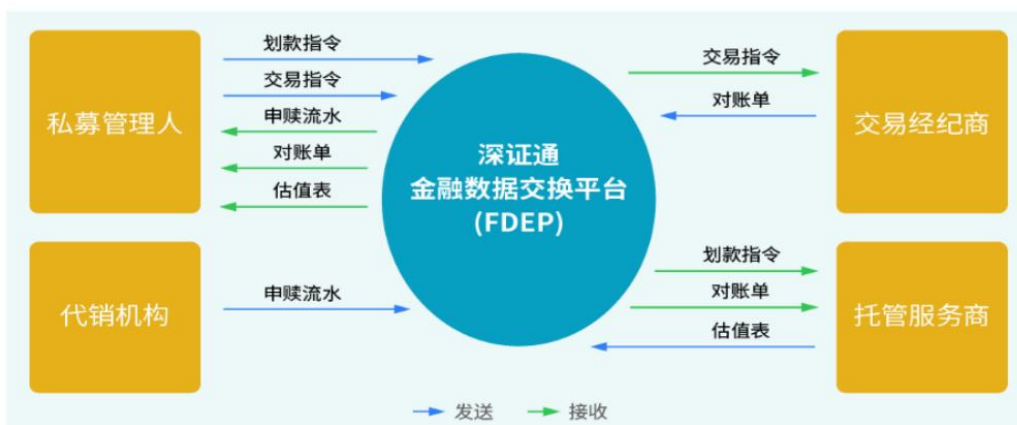 私募管理人
划款指令
交易指令
申赎流水
对账单
估值表
代销机构
申赎流水
深证通
金融数据交换平台
(FDEP)
交易指令
对账单
交易经纪商
划款指令
对账单
估值表
托管服务商
发送
接收